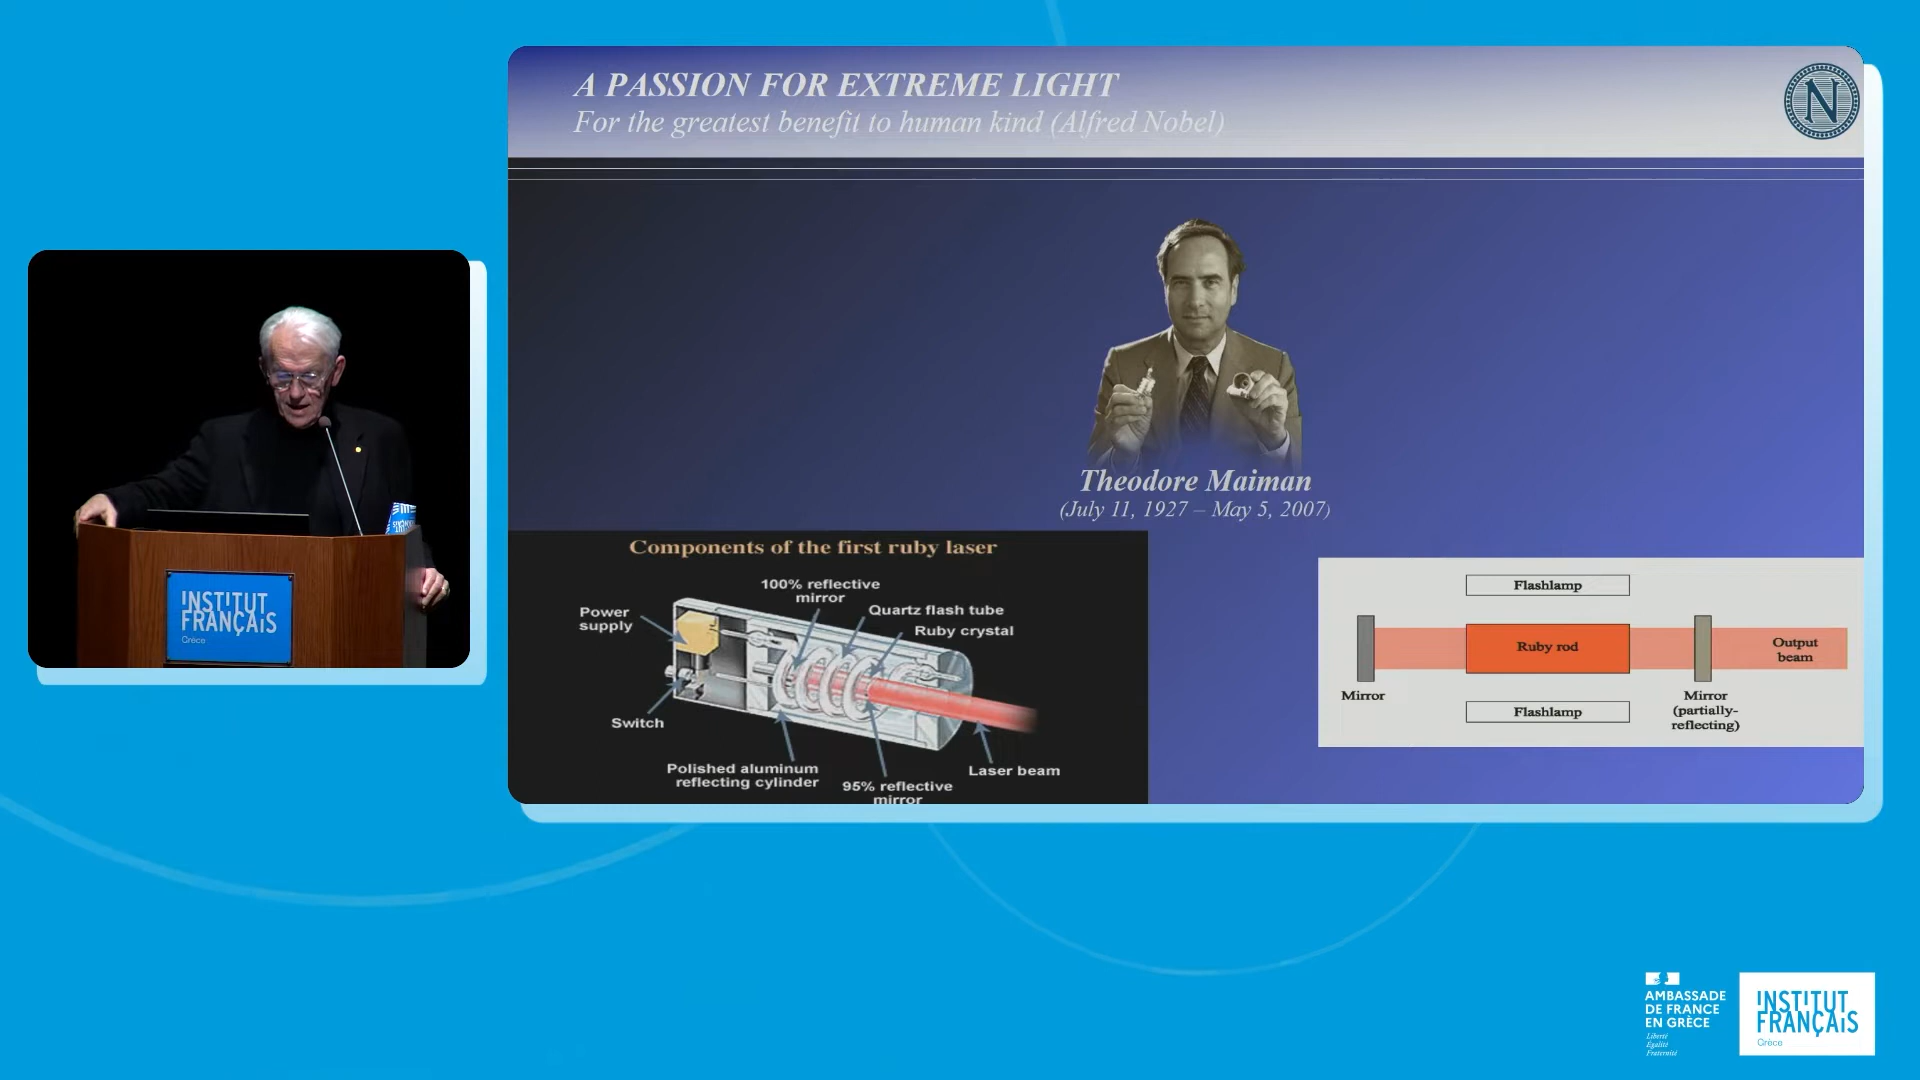 A PASSION FOR EXTREME LIGHT
For the greatest benefit to human kind (Alfred Nobel)
N
Theodore Maiman
(July 11, 1927 – May 5, 2007)
INSTITUT
FRANÇAIS
Grèce
Components of the first ruby laser
100% reflective
mirror
Power
supply
Quartz flash tube
Ruby crystal
Switch
Polished aluminum
reflecting cylinder
95% reflective
mirror
Laser beam
Flashlamp
Ruby rod
Output
beam
Mirror
Mirror
(partially-
reflecting)
Flashlamp
AMBASSADE
DE FRANCE
EN GRÈCE
Liberté
Égalité
Fraternité
INSTITUT
FRANÇAIS
Grèce